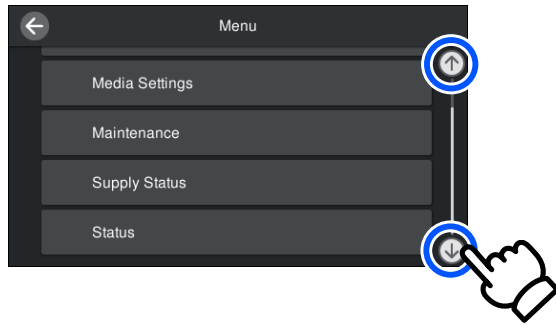 Menu
Media Settings
Maintenance
Supply Status
Status